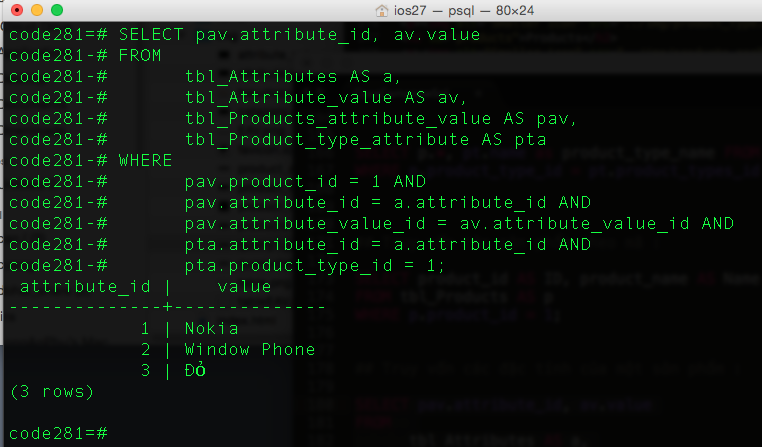 ios27 — psql — 80×24
code281=# SELECT pav.attribute_id, av.value
code281-# FROM
code281-#       tbl_Attributes AS a,
code281-#       tbl_Attribute_value AS av,
code281-#       tbl_Products_attribute_value AS pav,
code281-#       tbl_Product_type_attribute AS pta
code281-# WHERE
code281-#       pav.product_id = 1 AND
code281-#       pav.attribute_id = a.attribute_id AND
code281-#       pav.attribute_value_id = av.attribute_value_id AND
code281-#       pta.attribute_id = a.attribute_id AND
code281-#       pta.product_type_id = 1;
 attribute_id |    value
--------------+--------------
            1 | Nokia
            2 | Window Phone
            3 | Đỏ
(3 rows)
code281=#